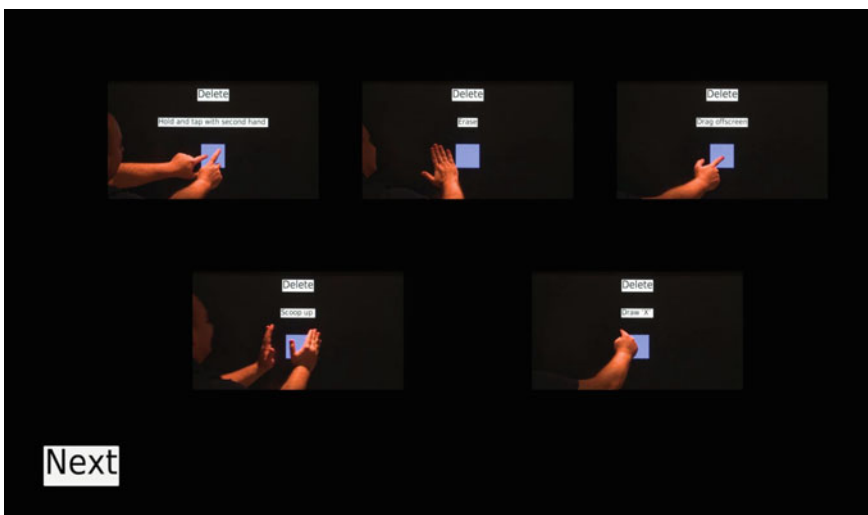 Delete
Hold and tap with second hand
Delete
Erase
Delete
Drag offscreen
Delete
Scoop up
Delete
Draw 'X'
Next